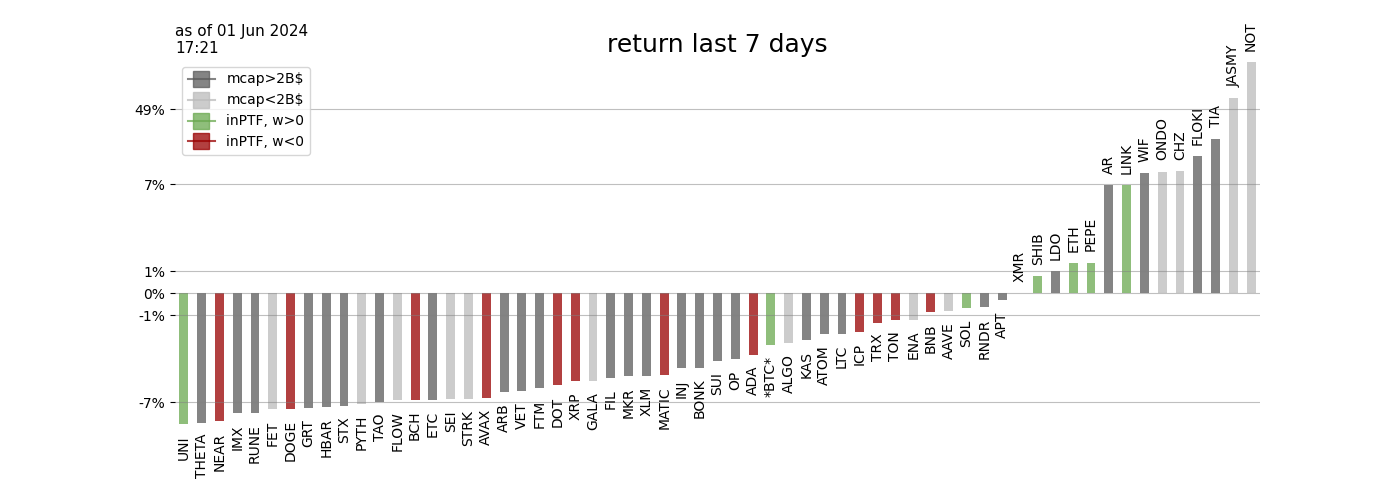 as of 01 Jun 2024
17:21
return last 7 days
mcap>2B$
mcap<2B$
inPTF, w>0
inPTF, w<0
49%
7%
1%
0%
-1%
-7%
UNI
THETA
NEAR
IMX
RUNE
FET
DOGE
GRT
HBAR
STX
PYTH
TAO
FLOW
BCH
ETC
SEI
STRK
AVAX
ARB
VET
FTM
DOT
XRP
GALA
FIL
MKR
XLM
MATIC
INJ
BONK
SUI
OP
ADA
*BTC*
ALGO
KAS
ATOM
LTC
ICP
TRX
TON
ENA
BNB
AAVE
SOL
RNDR
APT
XMR
SHIB
LDO
ETH
PEPE
AR
LINK
WIF
ONDO
CHZ
FLOKI
TIA
JASMY
NOT